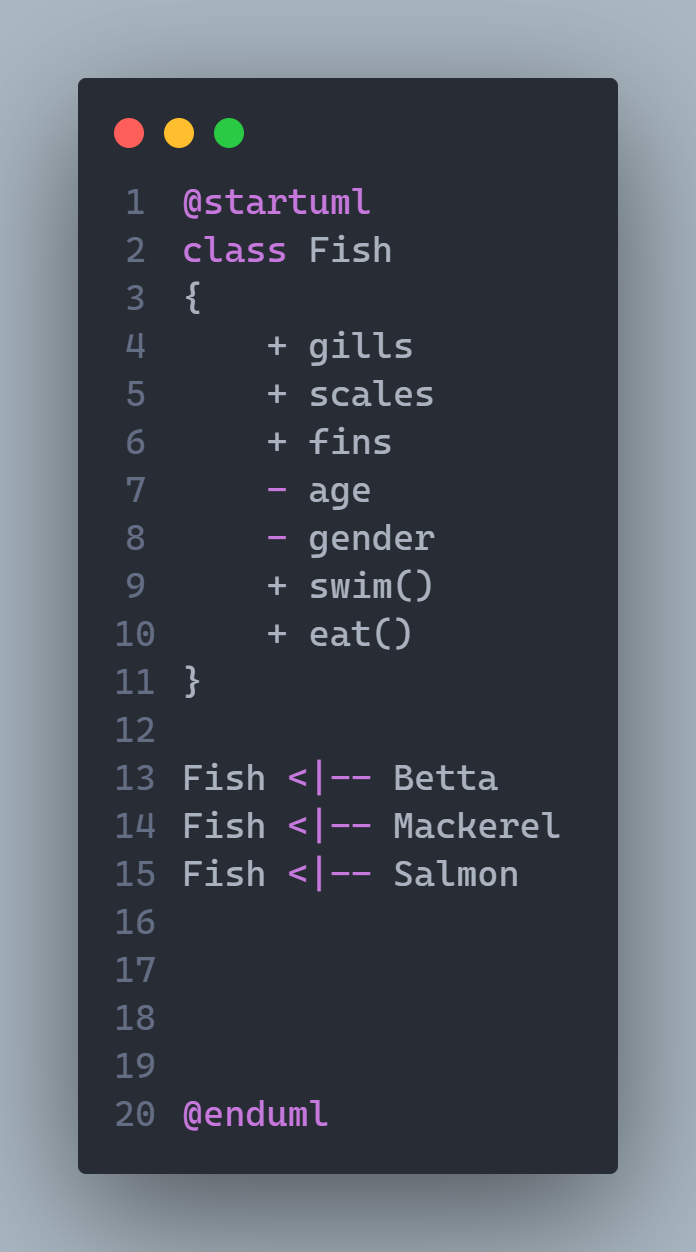 1 @startuml
2 class Fish
3 {
4     + gills
5     + scales
6     + fins
7     - age
8     - gender
9     + swim()
10     + eat()
11 }
12
13 Fish <|-- Betta
14 Fish <|-- Mackerel
15 Fish <|-- Salmon
16
17
18
19
20 @enduml